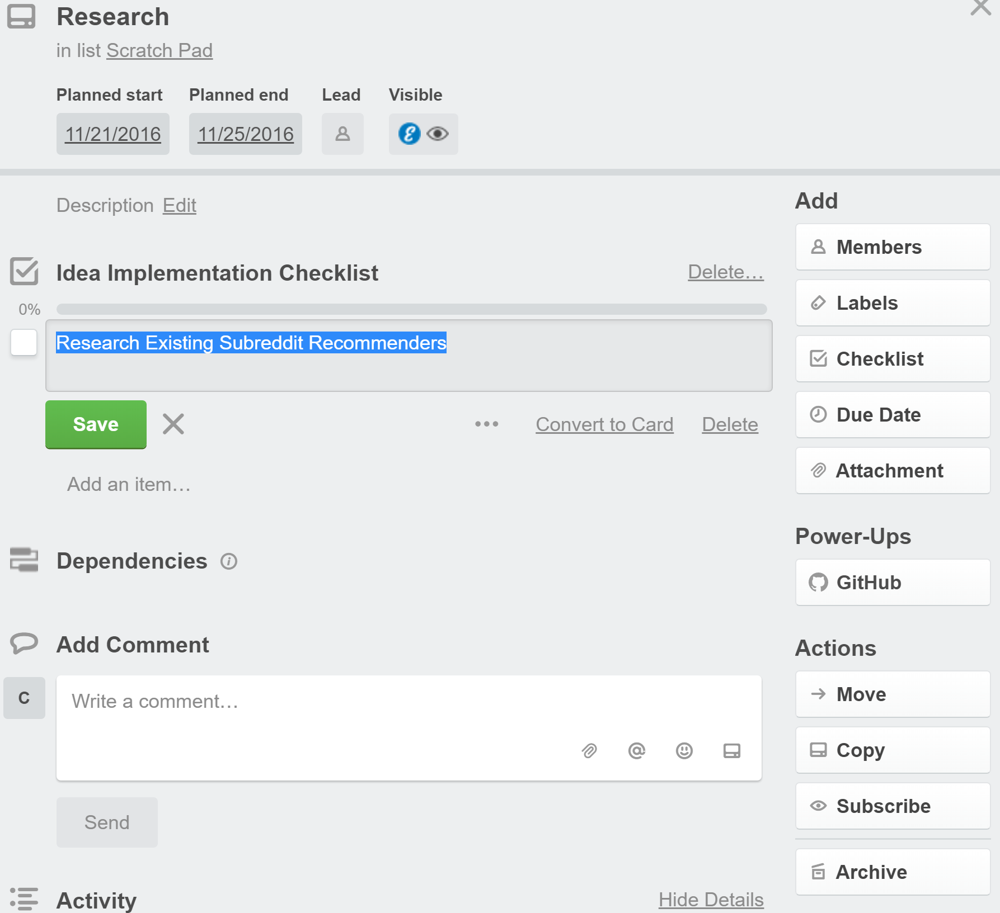 Research
in list Scratch Pad
Planned start Planned end Lead Visible
11/21/2016 11/25/2016
Description Edit
Idea Implementation Checklist Delete…
0%
Research Existing Subreddit Recommenders
Save ••• Convert to Card Delete
Add an item…
Dependencies
Add Comment
C
Write a comment…
Send
Activity Hide Details
Add
Members
Labels
Checklist
Due Date
Attachment
Power-Ups
GitHub
Actions
Move
Copy
Subscribe
Archive